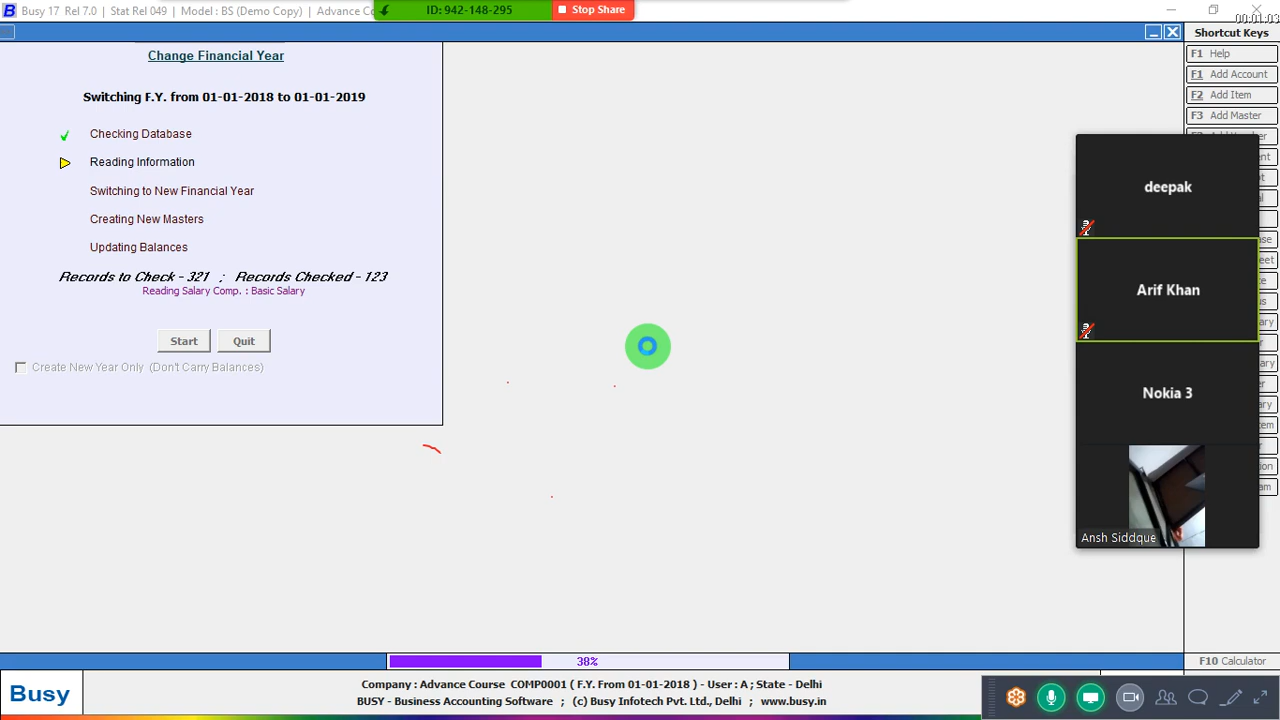 Busy 17 Rel 7.0 | Stat Rel 049 | Model : BS (Demo Copy) | Advance Co
ID: 942-148-295
Stop Share
00:01:03
Shortcut Keys
F1 Help
F1 Add Account
F2 Add Item
F3 Add Master
Change Financial Year
Switching F.Y. from 01-01-2018 to 01-01-2019
Checking Database
Reading Information
Switching to New Financial Year
Creating New Masters
Updating Balances
Records to Check - 321 ; Records Checked - 123
Reading Salary Comp. : Basic Salary
Start
Quit
Create New Year Only (Don't Carry Balances)
deepak
Arif Khan
Nokia 3
Ansh Siddque
38%
F10 Calculator
Busy
Company : Advance Course COMP0001 ( F.Y. From 01-01-2018 ) - User : A ; State - Delhi
BUSY - Business Accounting Software ; (c) Busy Infotech Pvt. Ltd., Delhi ; www.busy.in